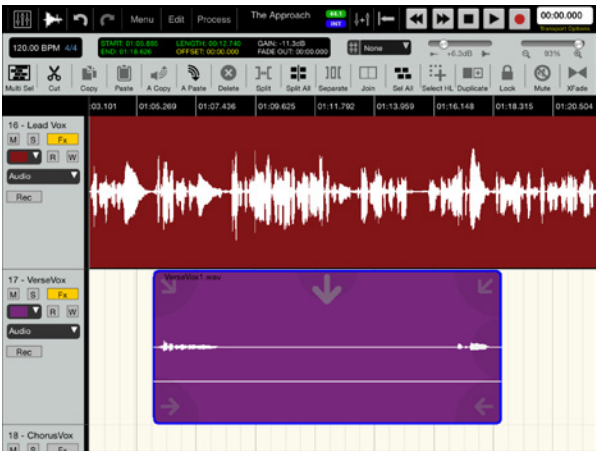 Menu Edit Process The Approach 44.1 INT 00:00.000
Transport Options
120.00 BPM 4/4 START: 01:05.885 LENGTH: 00:12.740 GAIN: -11.3dB None +6.3dB 93%
END: 01:18.626 OFFSET: 00:00.000 FADE OUT: 00:00.000
Multi Sel Cut Copy Paste A Copy A Paste Delete Split Split All Separate Join Sel All Select HL Duplicate Lock Mute XFade
:03.101 01:05.269 01:07.436 01:09.625 01:11.792 01:13.959 01:16.148 01:18.315 01:20.504
16 - Lead Vox
M S Fx
R W
Audio
Rec
17 - VerseVox VerseVox1.wav
M S Fx
R W
Audio
Rec
18 - ChorusVox
M S Fx